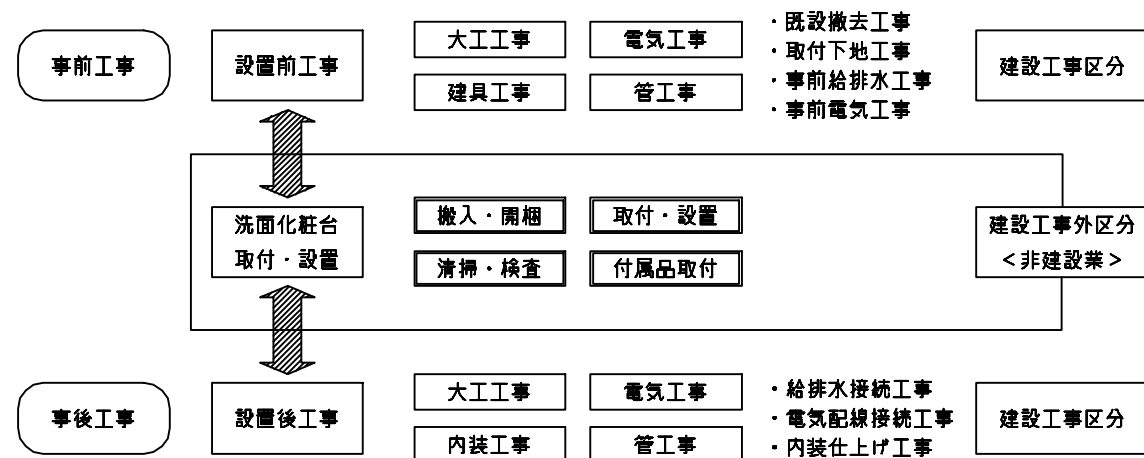 事前工事
設置前工事
大工工事
電気工事
建具工事
管工事
・既設撤去工事
・取付下地工事
・事前給排水工事
・事前電気工事
建設工事区分
洗面化粧台
取付・設置
搬入・開梱
取付・設置
清掃・検査
付属品取付
建設工事外区分
＜非建設業＞
事後工事
設置後工事
大工工事
電気工事
内装工事
管工事
・給排水接続工事
・電気配線接続工事
・内装仕上げ工事
建設工事区分